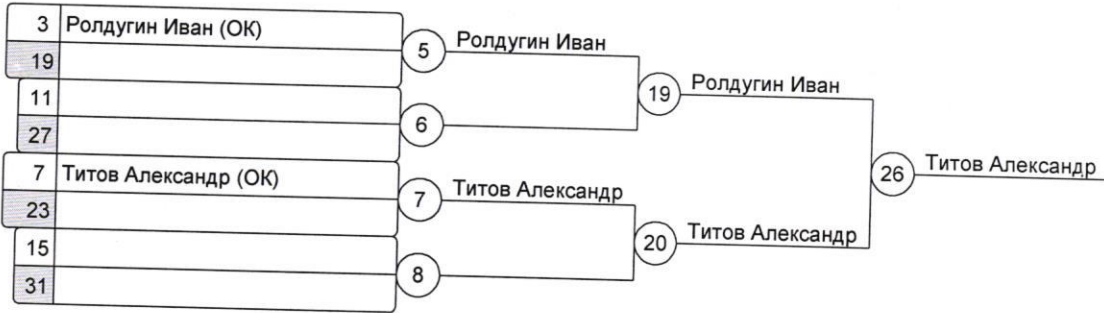 3 Ролдугин Иван (ОК)
19
5 Ролдугин Иван
11
27
6
19 Ролдугин Иван
7 Титов Александр (ОК)
23
7 Титов Александр
15
31
8
20 Титов Александр
26 Титов Александр